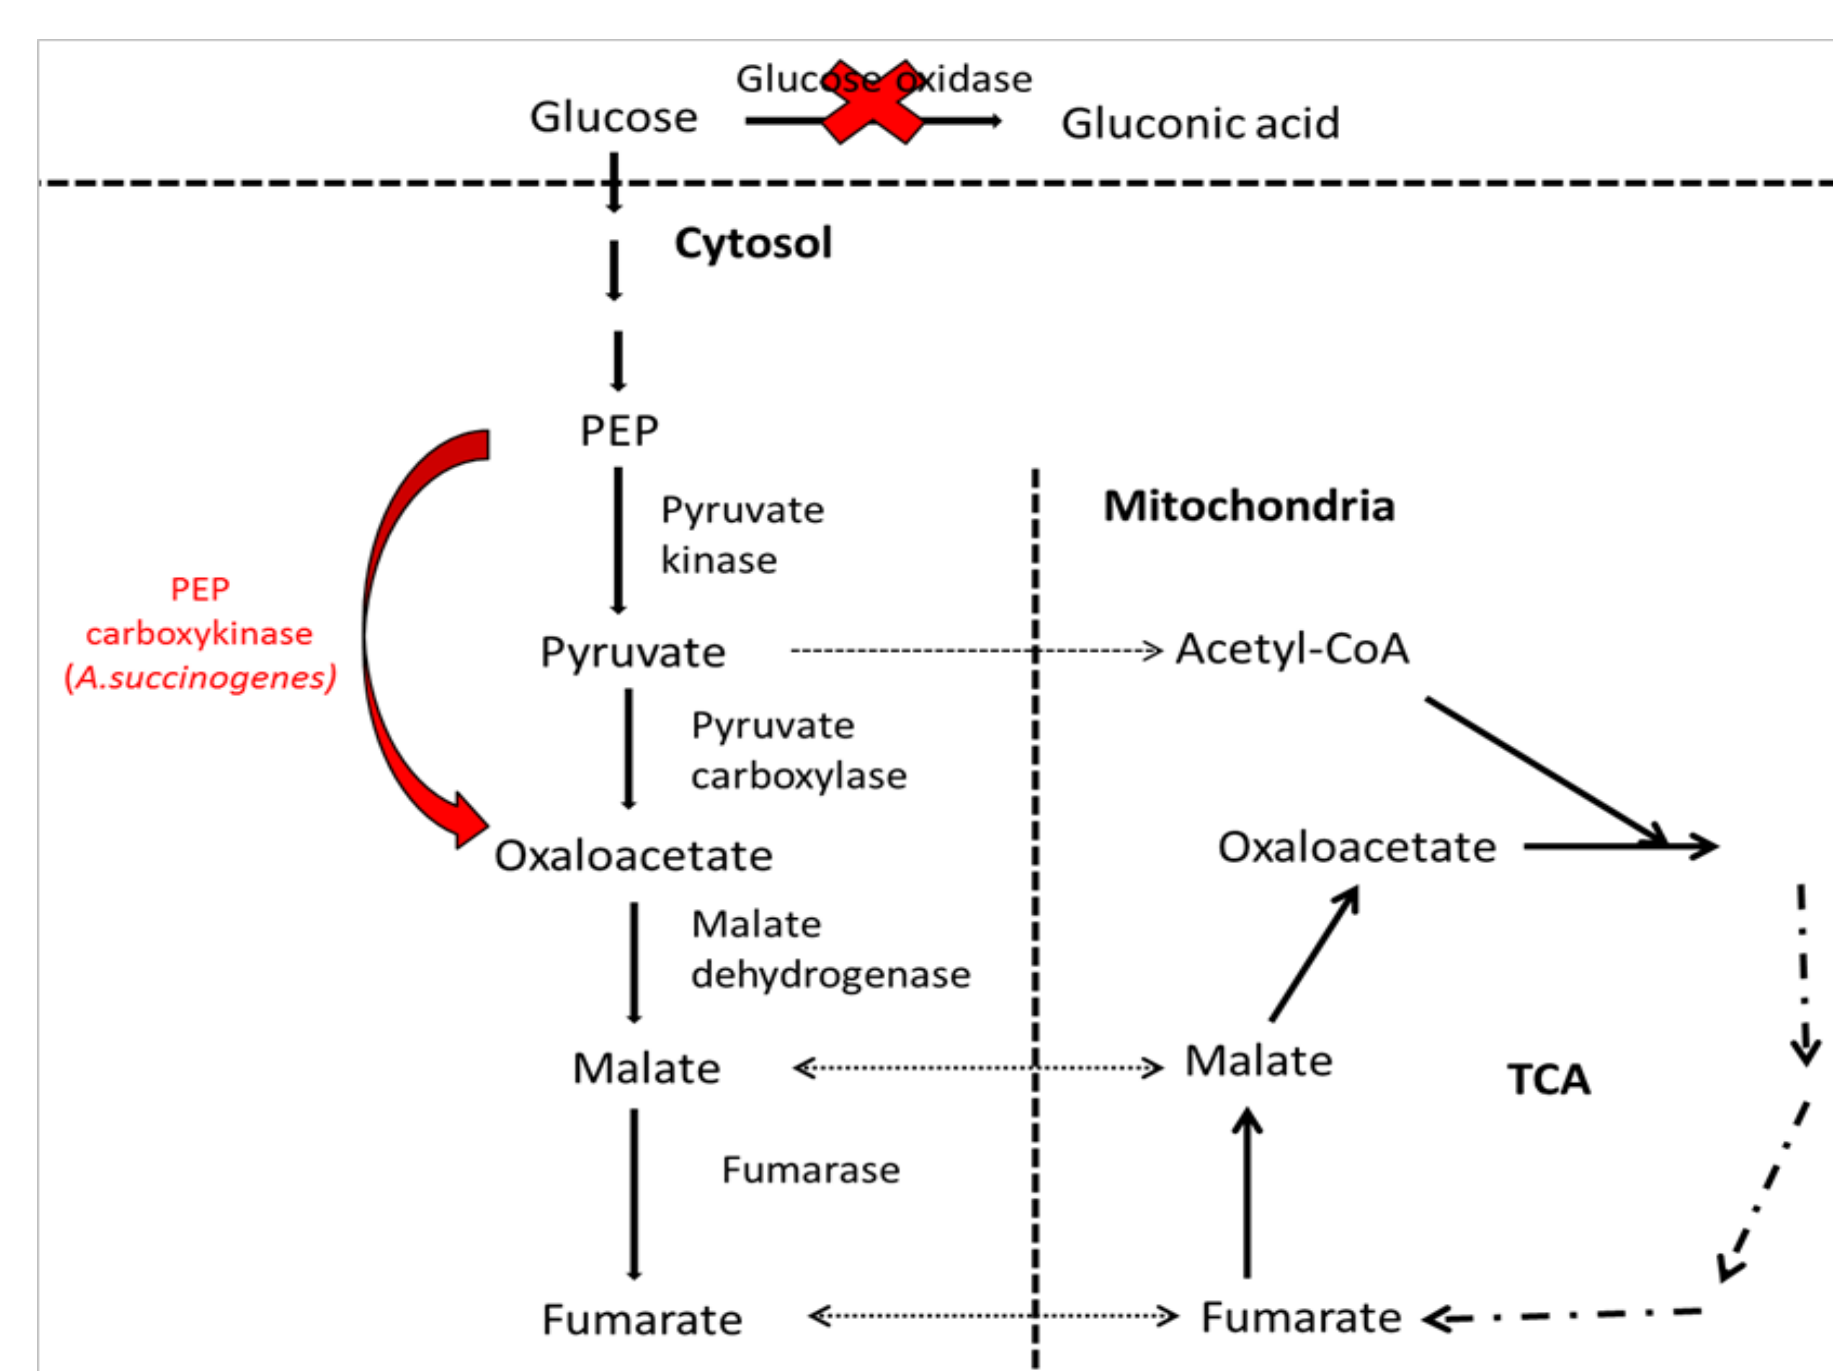 Glucose oxidase
Glucose
Gluconic acid
Cytosol
PEP
Pyruvate
kinase
Mitochondria
PEP
carboxykinase
(A.succinogenes)
Pyruvate
Acetyl-CoA
Pyruvate
carboxylase
Oxaloacetate
Oxaloacetate
Malate
dehydrogenase
Malate
Malate
TCA
Fumarase
Fumarate
Fumarate